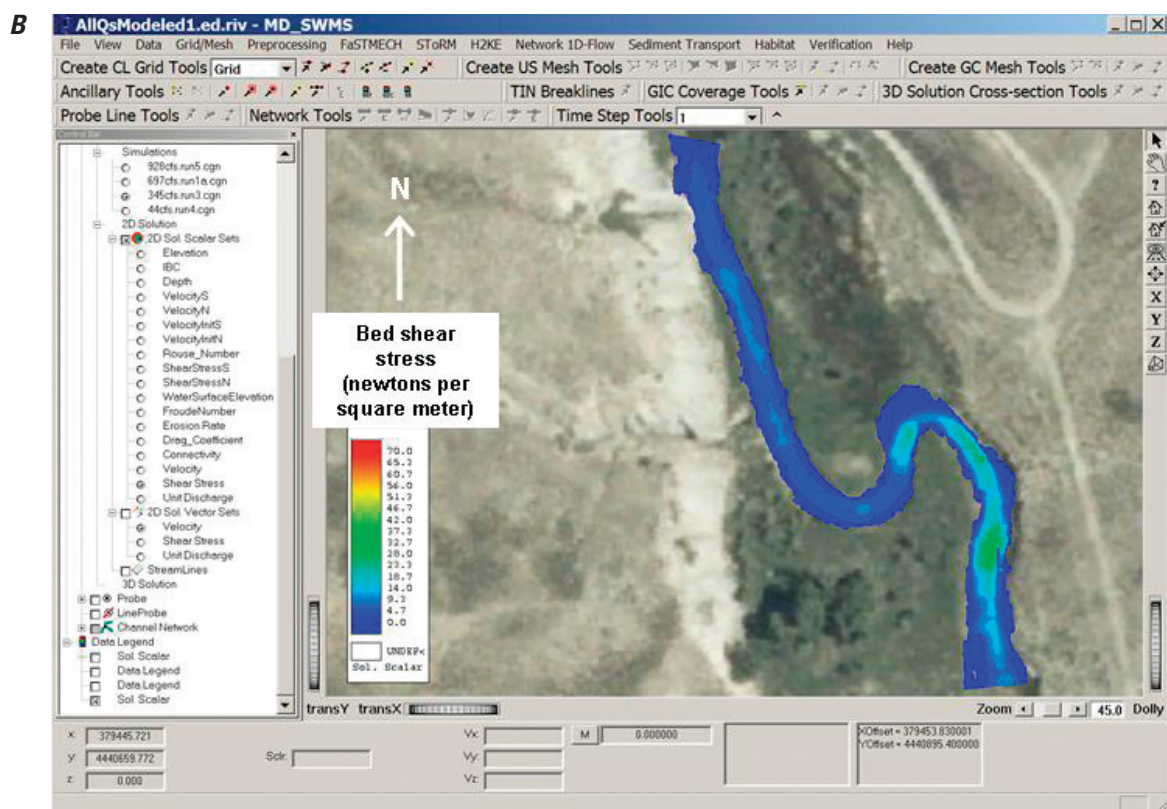 B
AllQsModeled1.ed.riv - MD_SWMS
File View Data Grid/Mesh Preprocessing FaSTMECH SToRM H2KE Network 1D-Flow Sediment Transport Habitat Verification Help
Create CL Grid Tools Grid Create US Mesh Tools Create GC Mesh Tools
Ancillary Tools TIN Breaklines GIC Coverage Tools 3D Solution Cross-section Tools
Probe Line Tools Network Tools Time Step Tools 1
Control Bar
Simulations
928cfs.run5.cgn
697cfs.run1a.cgn
345cfs.run3.cgn
44cfs.run4.cgn
2D Solution
2D Sol. Scalar Sets
Elevation
IBC
Depth
VelocityS
VelocityN
VelocityInitS
VelocityInitN
Rouse_Number
ShearStressS
ShearStressN
WaterSurfaceElevation
FroudeNumber
Erosion Rate
Drag_Coefficient
Connectivity
Velocity
Shear Stress
Unit Discharge
2D Sol. Vector Sets
Velocity
Shear Stress
Unit Discharge
StreamLines
3D Solution
Probe
LineProbe
Channel Network
Data Legend
Sol. Scalar
Data Legend
Data Legend
Sol. Scalar
N
Bed shear
stress
(newtons per
square meter)
70.0
65.3
60.7
56.0
51.3
46.7
42.0
37.3
32.7
28.0
23.3
18.7
14.0
9.3
4.7
0.0
UNDEF<
Sol. Scalar
?
X
Y
Z
transY transX
Zoom 45.0 Dolly
x: 379445.721
y: 4440659.772
z: 0.000
Sclr:
Vx:
Vy:
Vz:
M 0.000000
XOffset = 379453.830001
YOffset = 4440895.400000